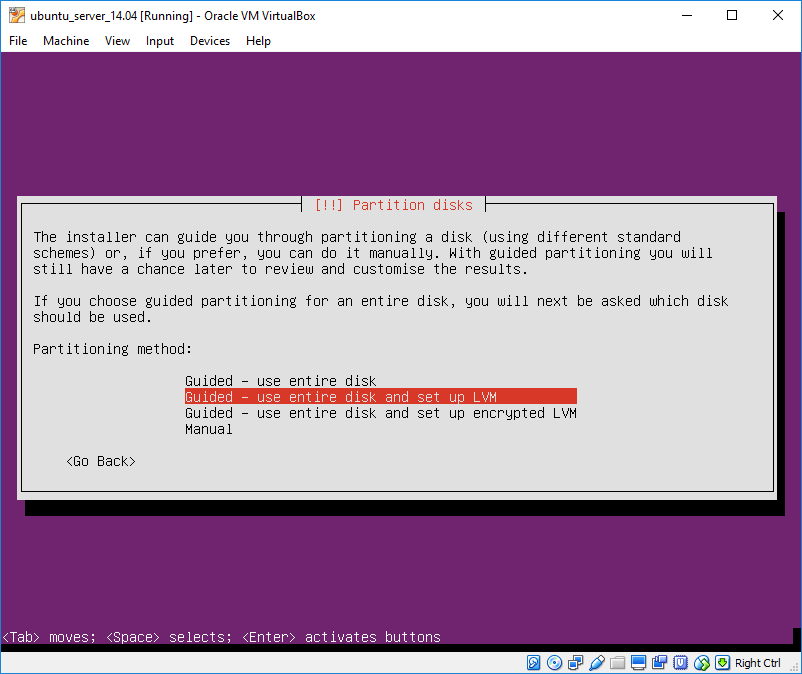 ubuntu_server_14.04 [Running] - Oracle VM VirtualBox
File Machine View Input Devices Help
[!!] Partition disks
The installer can guide you through partitioning a disk (using different standard
schemes) or, if you prefer, you can do it manually. With guided partitioning you will
still have a chance later to review and customise the results.
If you choose guided partitioning for an entire disk, you will next be asked which disk
should be used.
Partitioning method:
Guided - use entire disk
Guided - use entire disk and set up LVM
Guided - use entire disk and set up encrypted LVM
Manual
<Go Back>
<Tab> moves; <Space> selects; <Enter> activates buttons
Right Ctrl